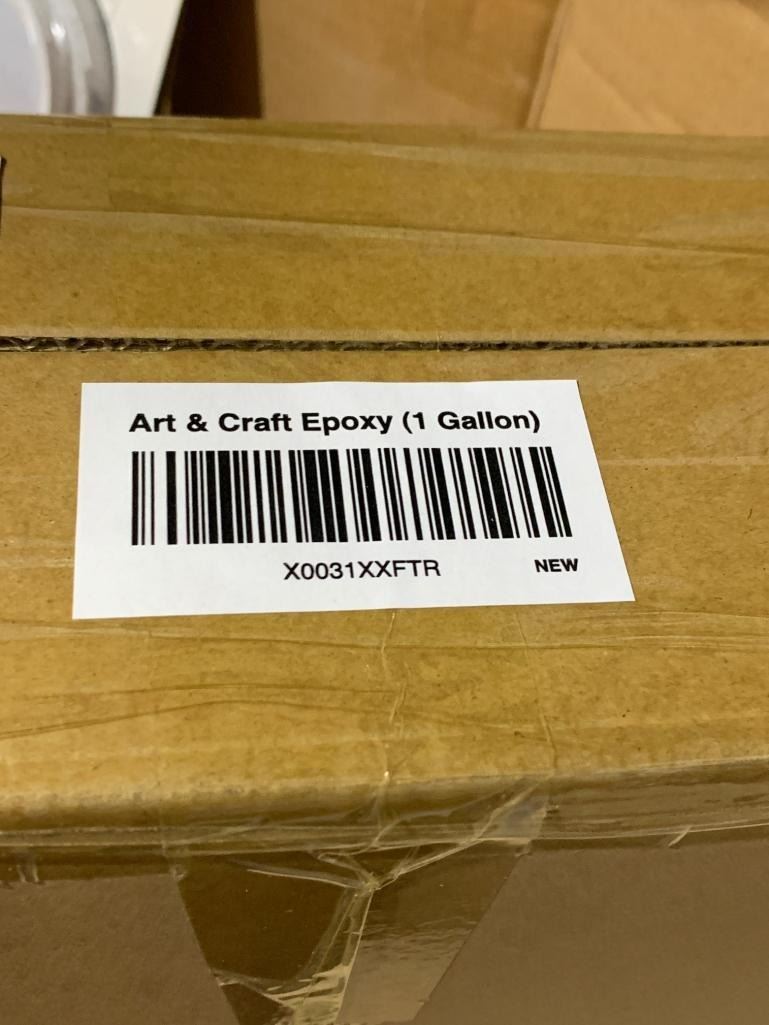 Art & Craft Epoxy (1 Gallon)
X0031XXFTR
NEW